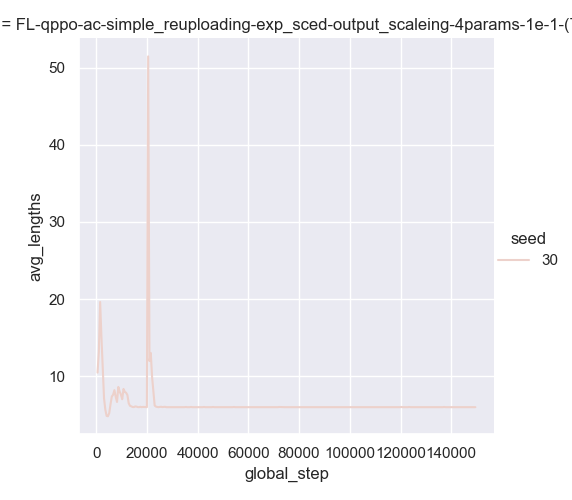 = FL-qppo-ac-simple_reuploading-exp_sced-output_scaleing-4params-1e-1-(
50
40
30
20
10
avg_lengths
0 20000 40000 60000 80000 100000 120000 140000
global_step
seed
30